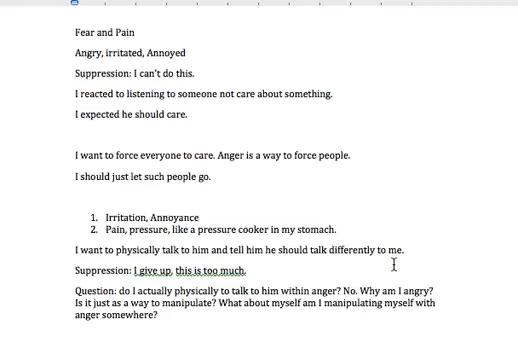 Fear and Pain
Angry, irritated, Annoyed
Suppression: I can't do this.
I reacted to listening to someone not care about something.
I expected he should care.
I want to force everyone to care. Anger is a way to force people.
I should just let such people go.
1. Irritation, Annoyance
2. Pain, pressure, like a pressure cooker in my stomach.
I want to physically talk to him and tell him he should talk differently to me.
Suppression: I give up, this is too much.
Question: do I actually physically to talk to him within anger? No. Why am I angry?
Is it just as a way to manipulate? What about myself am I manipulating myself with
anger somewhere?